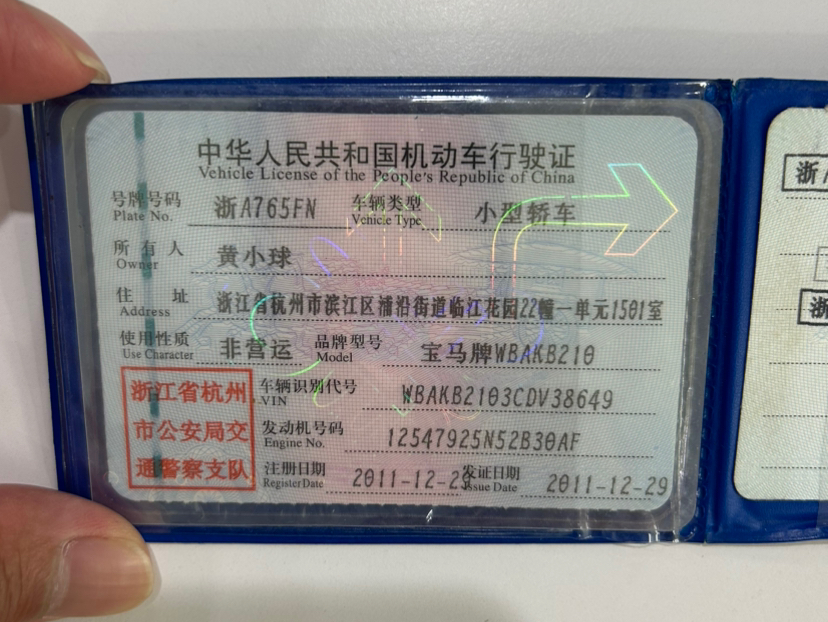 中华人民共和国机动车行驶证
Vehicle License of the People's Republic of China
号牌号码 浙A765FN 车辆类型 小型轿车
Plate No. Vehicle Type
所有人 黄小球
Owner
住址 浙江省杭州市滨江区浦沿街道临江花园22幢一单元1501室
Address
使用性质 非营运 品牌型号 宝马牌WBAKB210
Use Character Model
浙江省杭州
市公安局交
通警察支队
车辆识别代号 WBAKB2103CDV38649
VIN
发动机号码 12547925N52B30AF
Engine No.
注册日期 2011-12-23 发证日期 2011-12-29
Register Date Issue Date
浙
浙